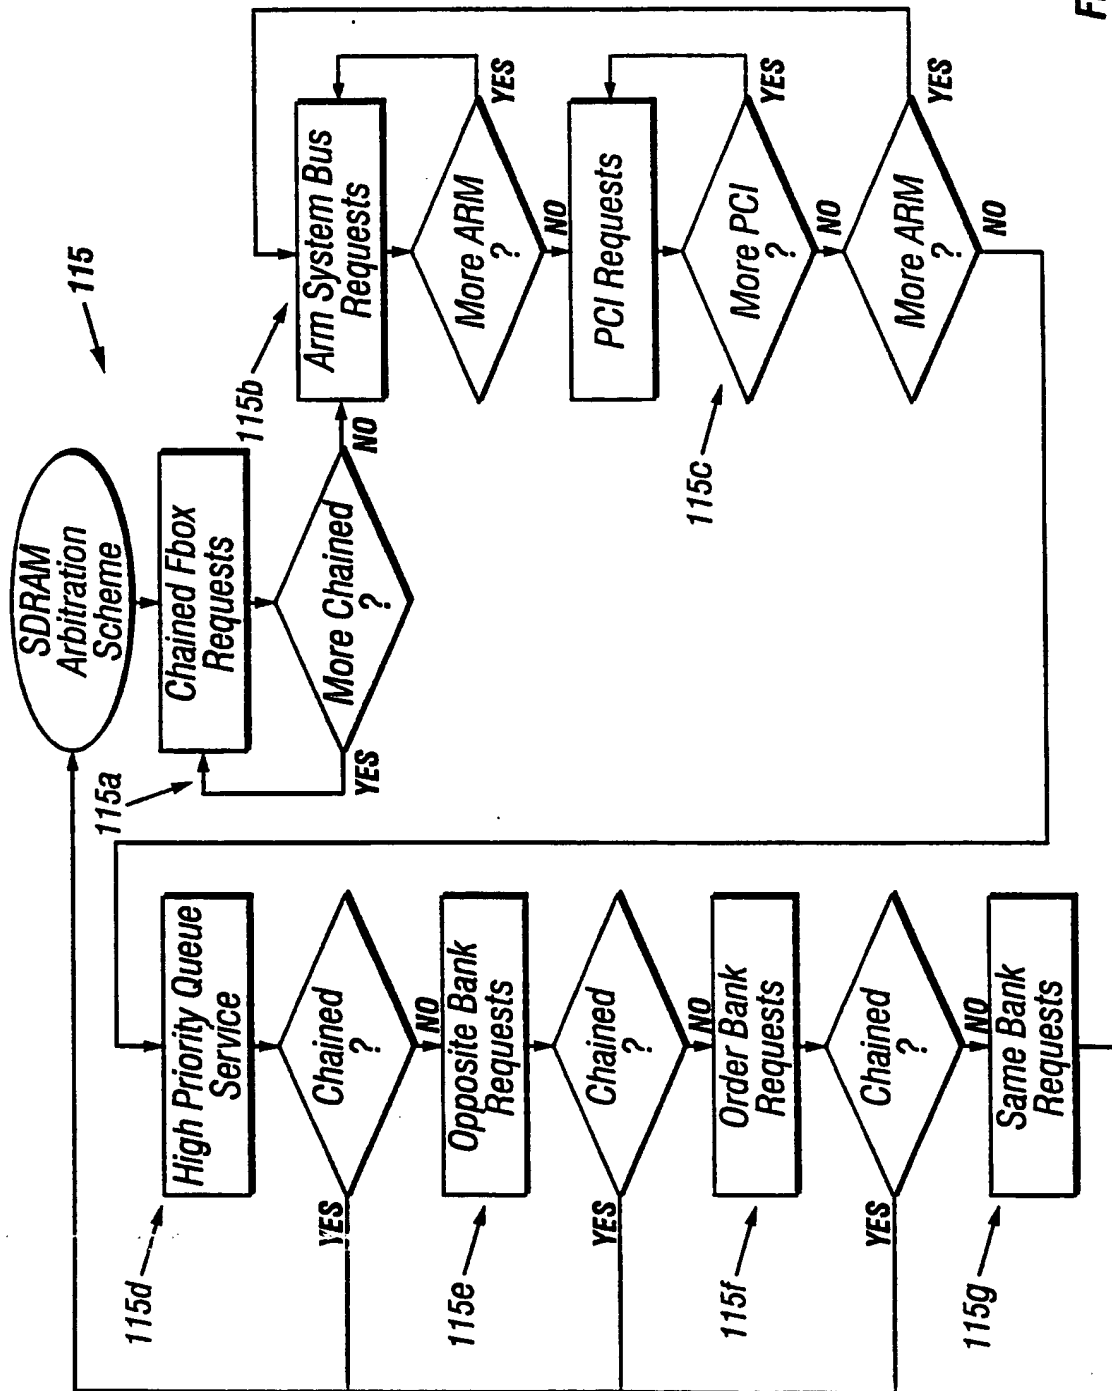 SDRAM
Arbitration
Scheme
115
Chained Fbox
Requests
115a
More Chained
?
YES
NO
115b
Arm System Bus
Requests
More ARM
?
YES
NO
PCI Requests
115c
More PCI
?
YES
NO
More ARM
?
YES
NO
115d
High Priority Queue
Service
Chained
?
YES
NO
115e
Opposite Bank
Requests
Chained
?
YES
NO
115f
Order Bank
Requests
Chained
?
YES
NO
115g
Same Bank
Requests